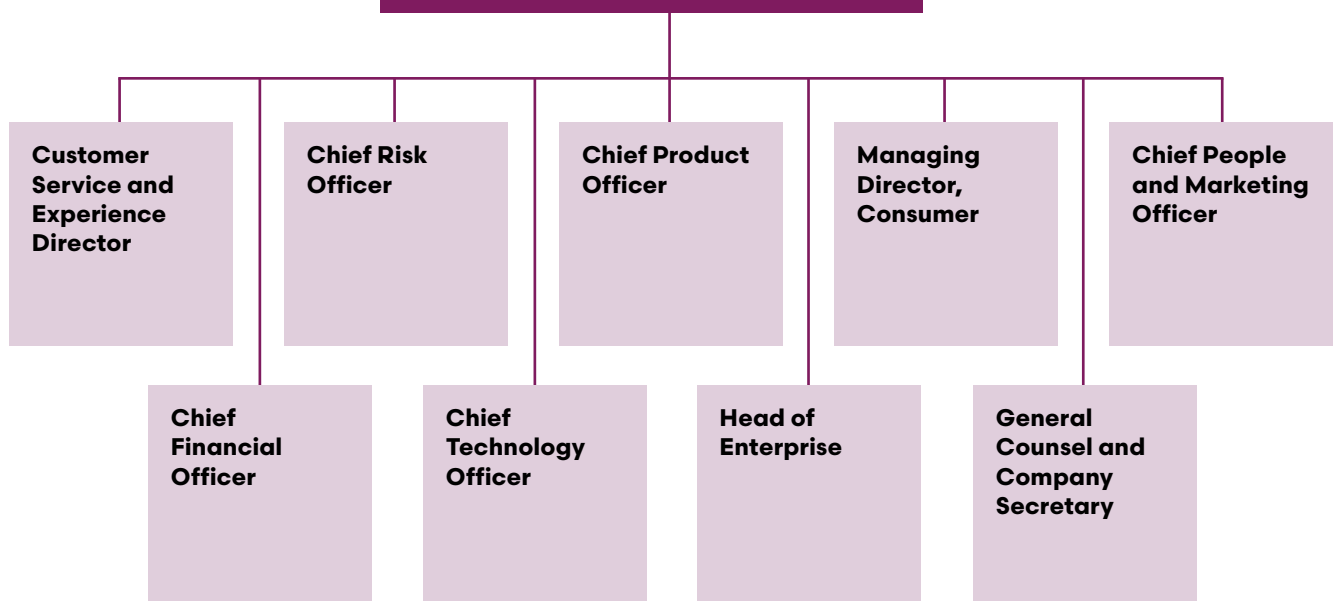 Customer
Service and
Experience
Director
Chief Risk
Officer
Chief Product
Officer
Managing
Director,
Consumer
Chief People
and Marketing
Officer
Chief
Financial
Officer
Chief
Technology
Officer
Head of
Enterprise
General
Counsel and
Company
Secretary